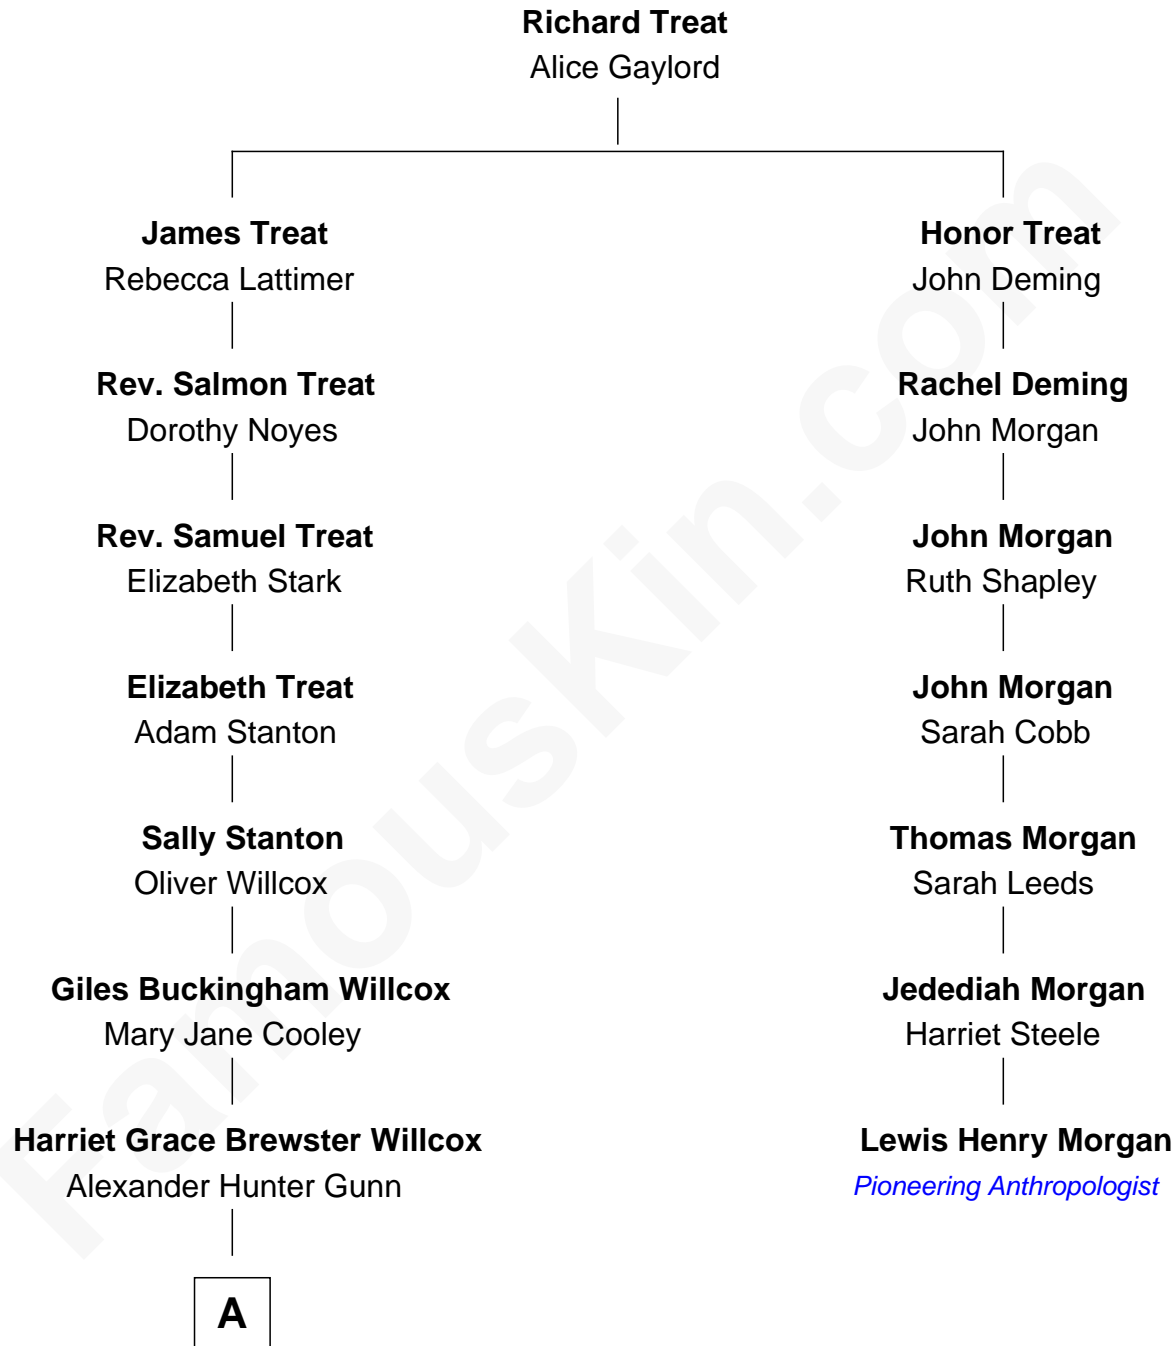 Richard Treat
Alice Gaylord
James Treat
Rebecca Lattimer
Honor Treat
John Deming
Rev. Salmon Treat
Dorothy Noyes
Rachel Deming
John Morgan
Rev. Samuel Treat
Elizabeth Stark
John Morgan
Ruth Shapley
Elizabeth Treat
Adam Stanton
John Morgan
Sarah Cobb
Sally Stanton
Oliver Willcox
Thomas Morgan
Sarah Leeds
Giles Buckingham Willcox
Mary Jane Cooley
Jedediah Morgan
Harriet Steele
Harriet Grace Brewster Willcox
Alexander Hunter Gunn
Lewis Henry Morgan
Pioneering Anthropologist
A
FamousKin.com